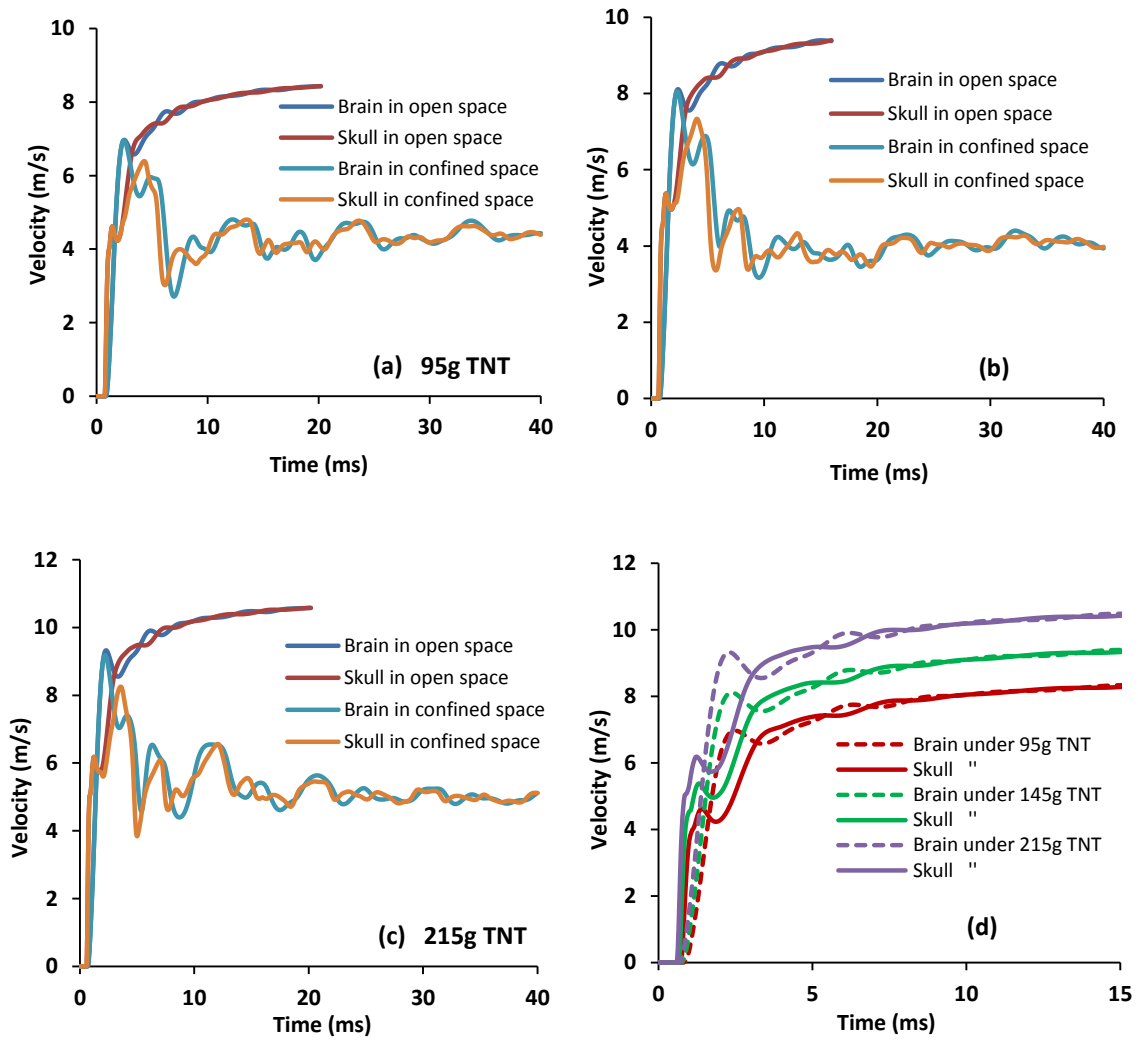 10
8
6
4
2
0
Velocity (m/s)
Brain in open space
Skull in open space
Brain in confined space
Skull in confined space
(a) 95g TNT
0 10 20 30 40
Time (ms)
10
8
6
4
2
0
Velocity (m/s)
Brain in open space
Skull in open space
Brain in confined space
Skull in confined space
(b)
0 10 20 30 40
Time (ms)
12
10
8
6
4
2
0
Velocity (m/s)
Brain in open space
Skull in open space
Brain in confined space
Skull in confined space
(c) 215g TNT
0 10 20 30 40
Time (ms)
12
10
8
6
4
2
0
Velocity (m/s)
Brain under 95g TNT
Skull "
Brain under 145g TNT
Skull "
Brain under 215g TNT
Skull "
(d)
0 5 10 15
Time (ms)